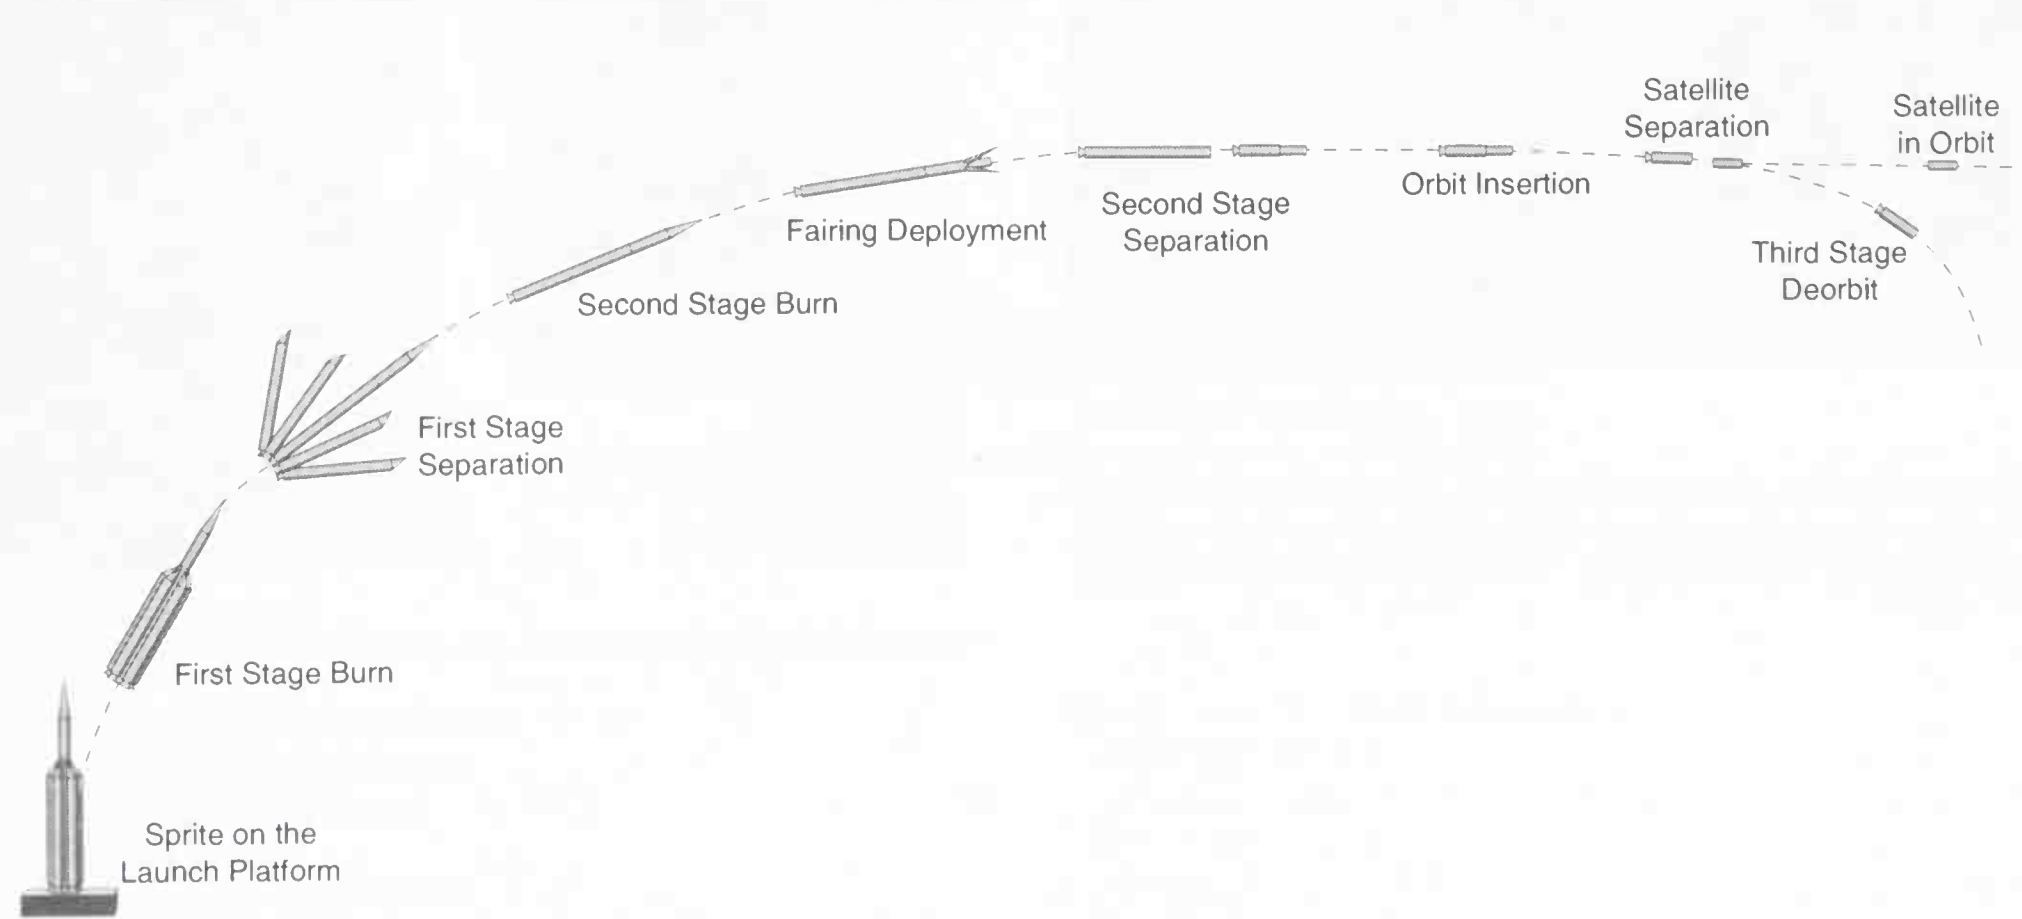 Sprite on the
Launch Platform
First Stage Burn
First Stage
Separation
Second Stage Burn
Fairing Deployment
Second Stage
Separation
Orbit Insertion
Satellite
Separation
Third Stage
Deorbit
Satellite
in Orbit